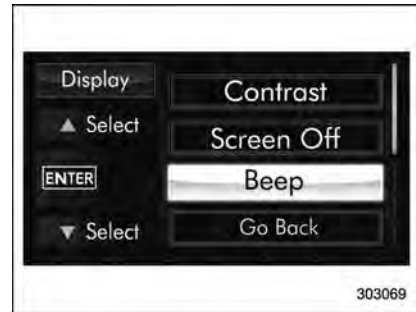 Display
Contrast
▲ Select
Screen Off
ENTER
Beep
▼ Select
Go Back
303069